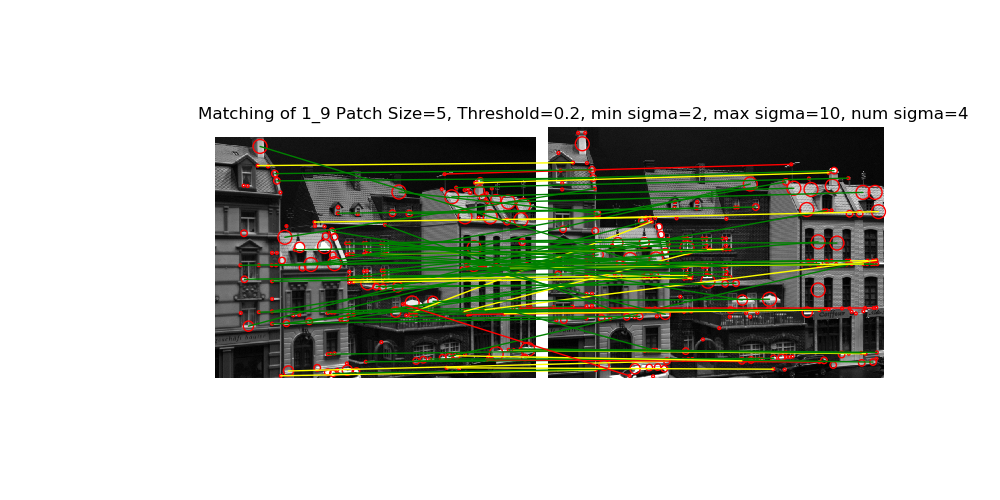 Matching of 1_9 Patch Size=5, Threshold=0.2, min sigma=2, max sigma=10, num sigma=4